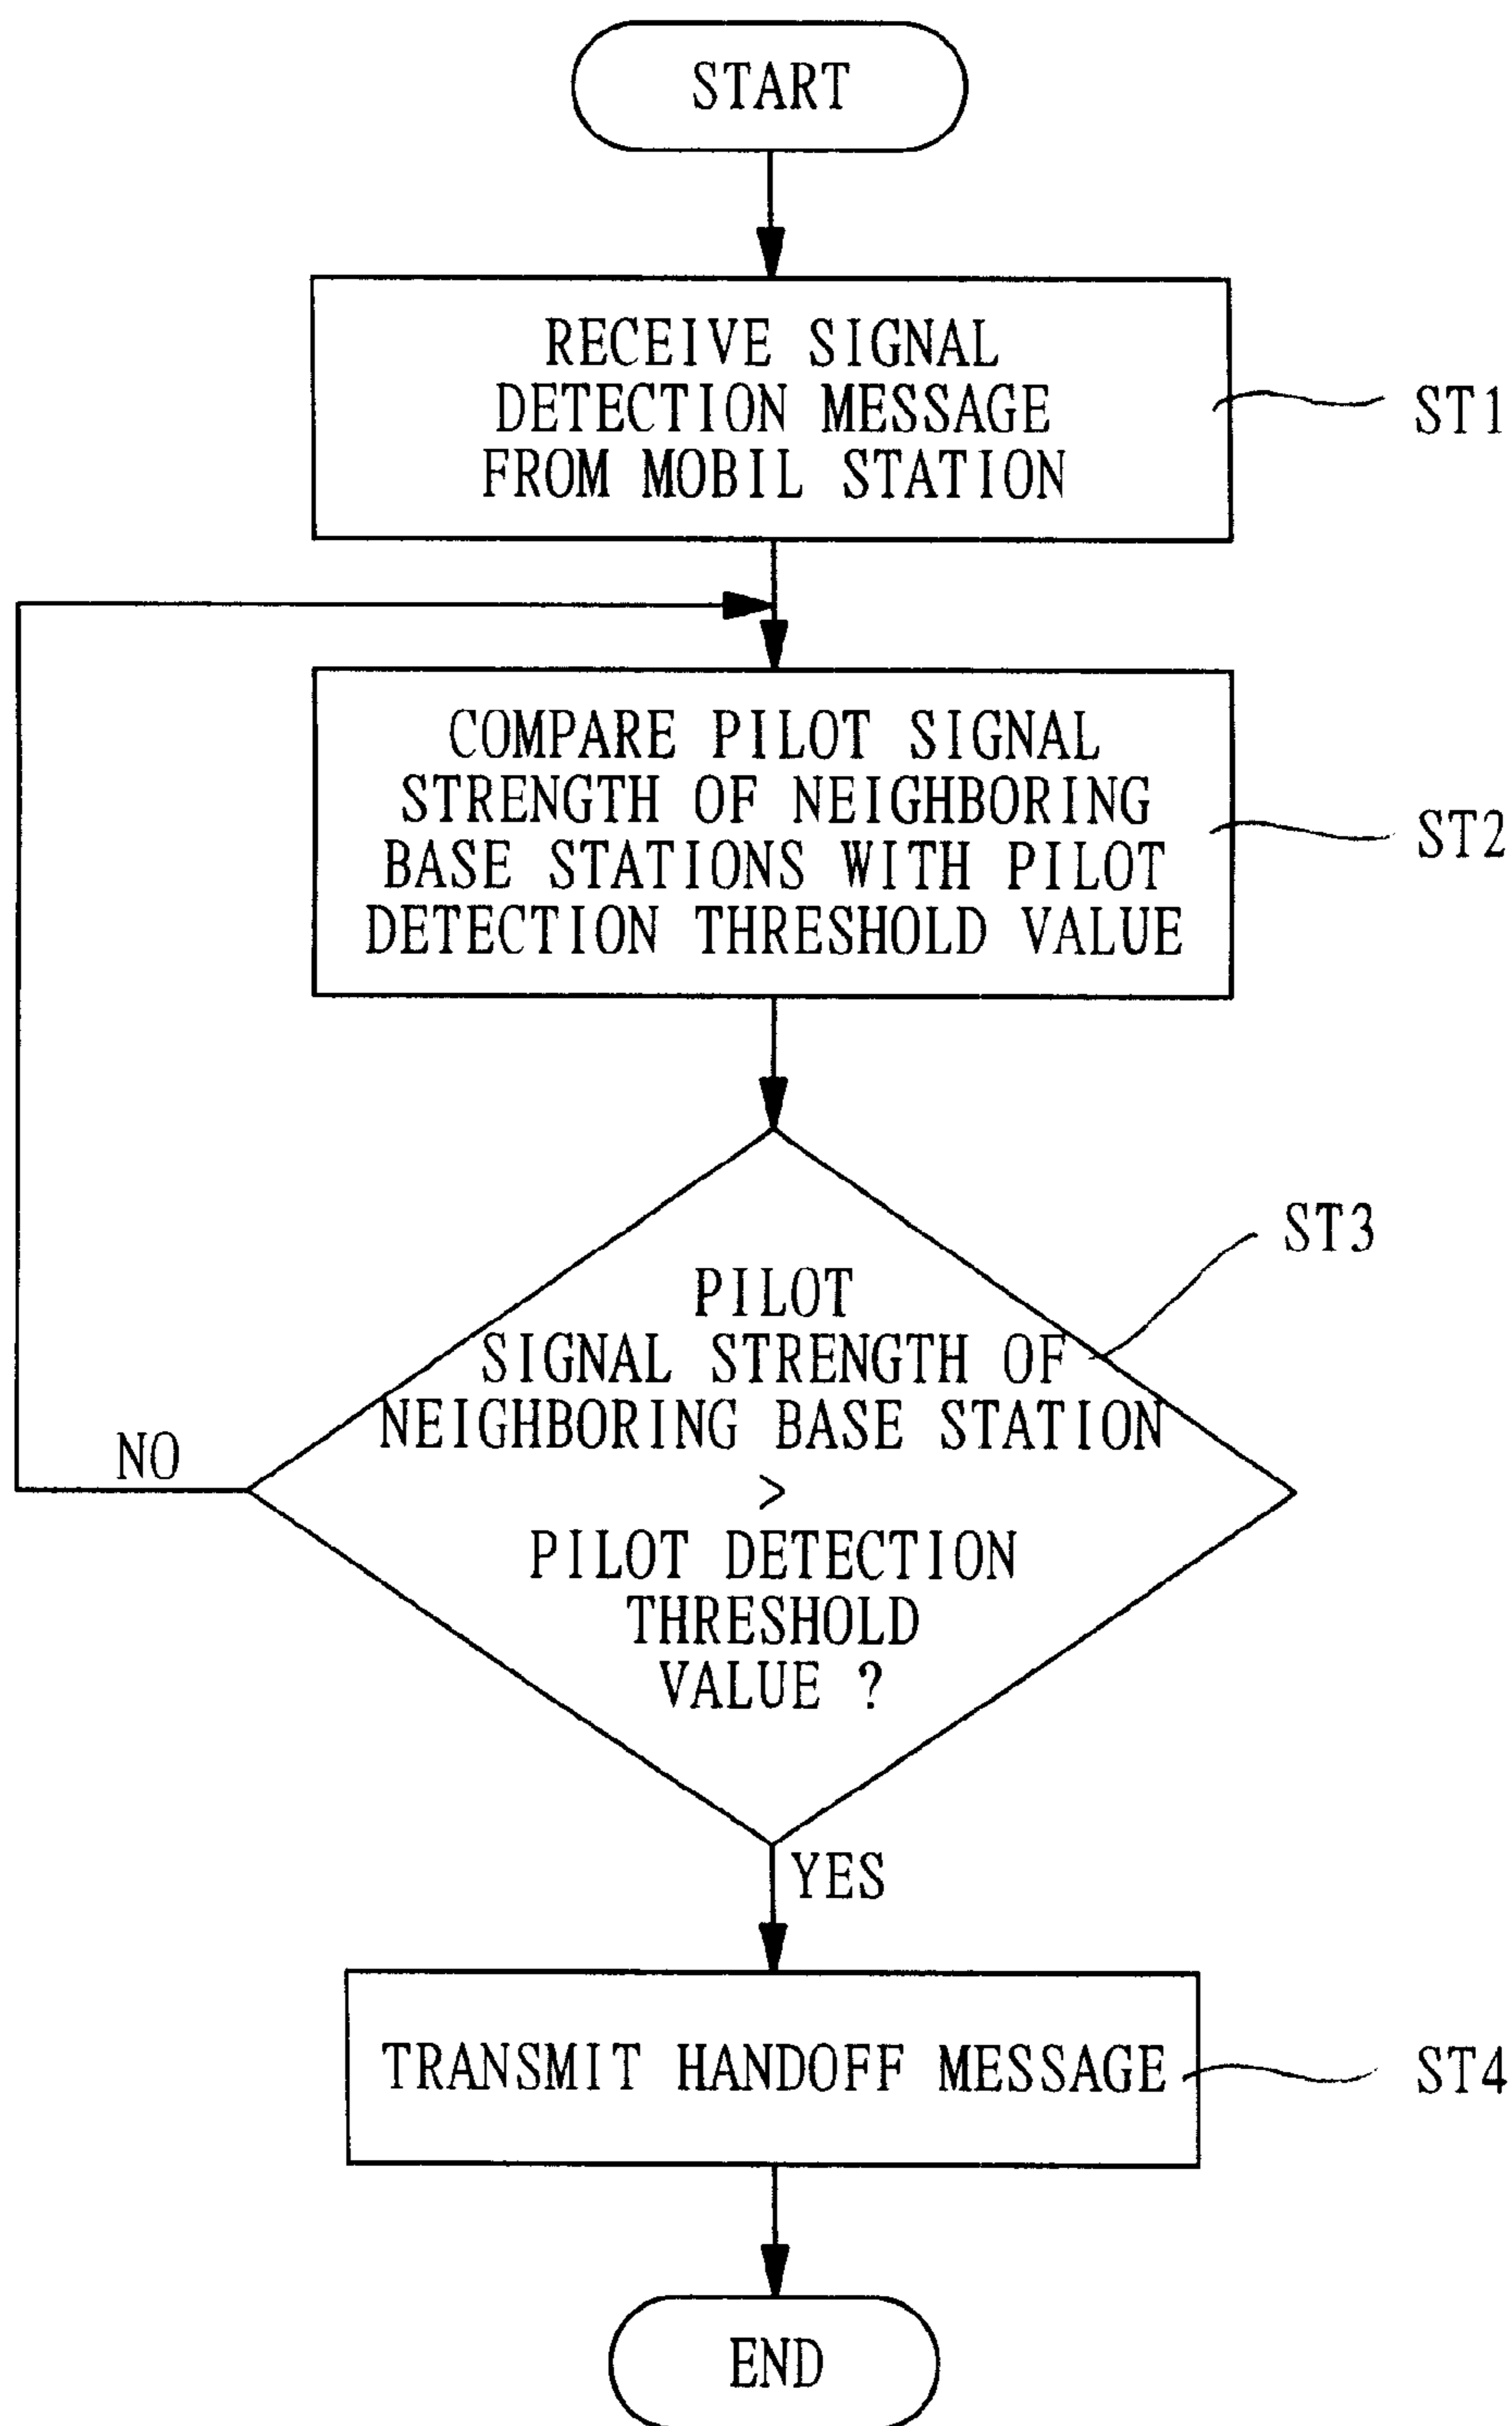 START
RECEIVE SIGNAL
DETECTION MESSAGE
FROM MOBIL STATION
ST1
COMPARE PILOT SIGNAL
STRENGTH OF NEIGHBORING
BASE STATIONS WITH PILOT
DETECTION THRESHOLD VALUE
ST2
ST3
PILOT
SIGNAL STRENGTH OF
NEIGHBORING BASE STATION
>
PILOT DETECTION
THRESHOLD
VALUE ?
NO
YES
TRANSMIT HANDOFF MESSAGE
ST4
END